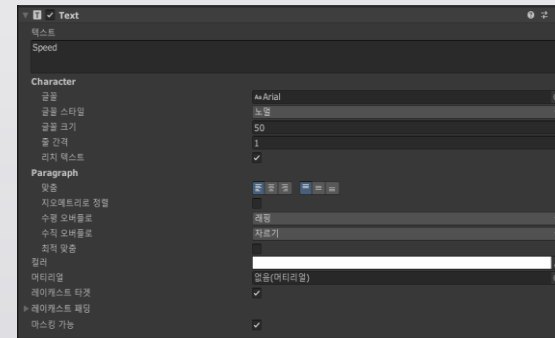 Text
텍스트
Speed
Character
글꼴 Arial
글꼴 스타일 노멀
글꼴 크기 50
줄 간격 1
리치 텍스트
Paragraph
맞춤
지오메트리로 정렬
수평 오버플로 래핑
수직 오버플로 자르기
최적 맞춤
컬러
머티리얼 없음(머티리얼)
레이캐스트 타겟
레이캐스트 패딩
마스킹 가능